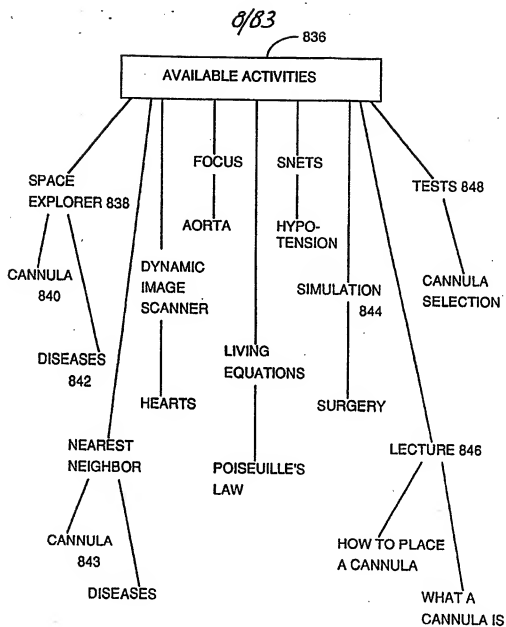 8/83
836
AVAILABLE ACTIVITIES
FOCUS
SNETS
SPACE
EXPLORER 838
TESTS 848
AORTA
HYPO-
TENSION
CANNULA
840
DYNAMIC
IMAGE
SCANNER
SIMULATION
844
CANNULA
SELECTION
DISEASES
842
LIVING
EQUATIONS
HEARTS
SURGERY
NEAREST
NEIGHBOR
LECTURE 846
POISEUILLE'S
LAW
CANNULA
843
HOW TO PLACE
A CANNULA
DISEASES
WHAT A
CANNULA IS